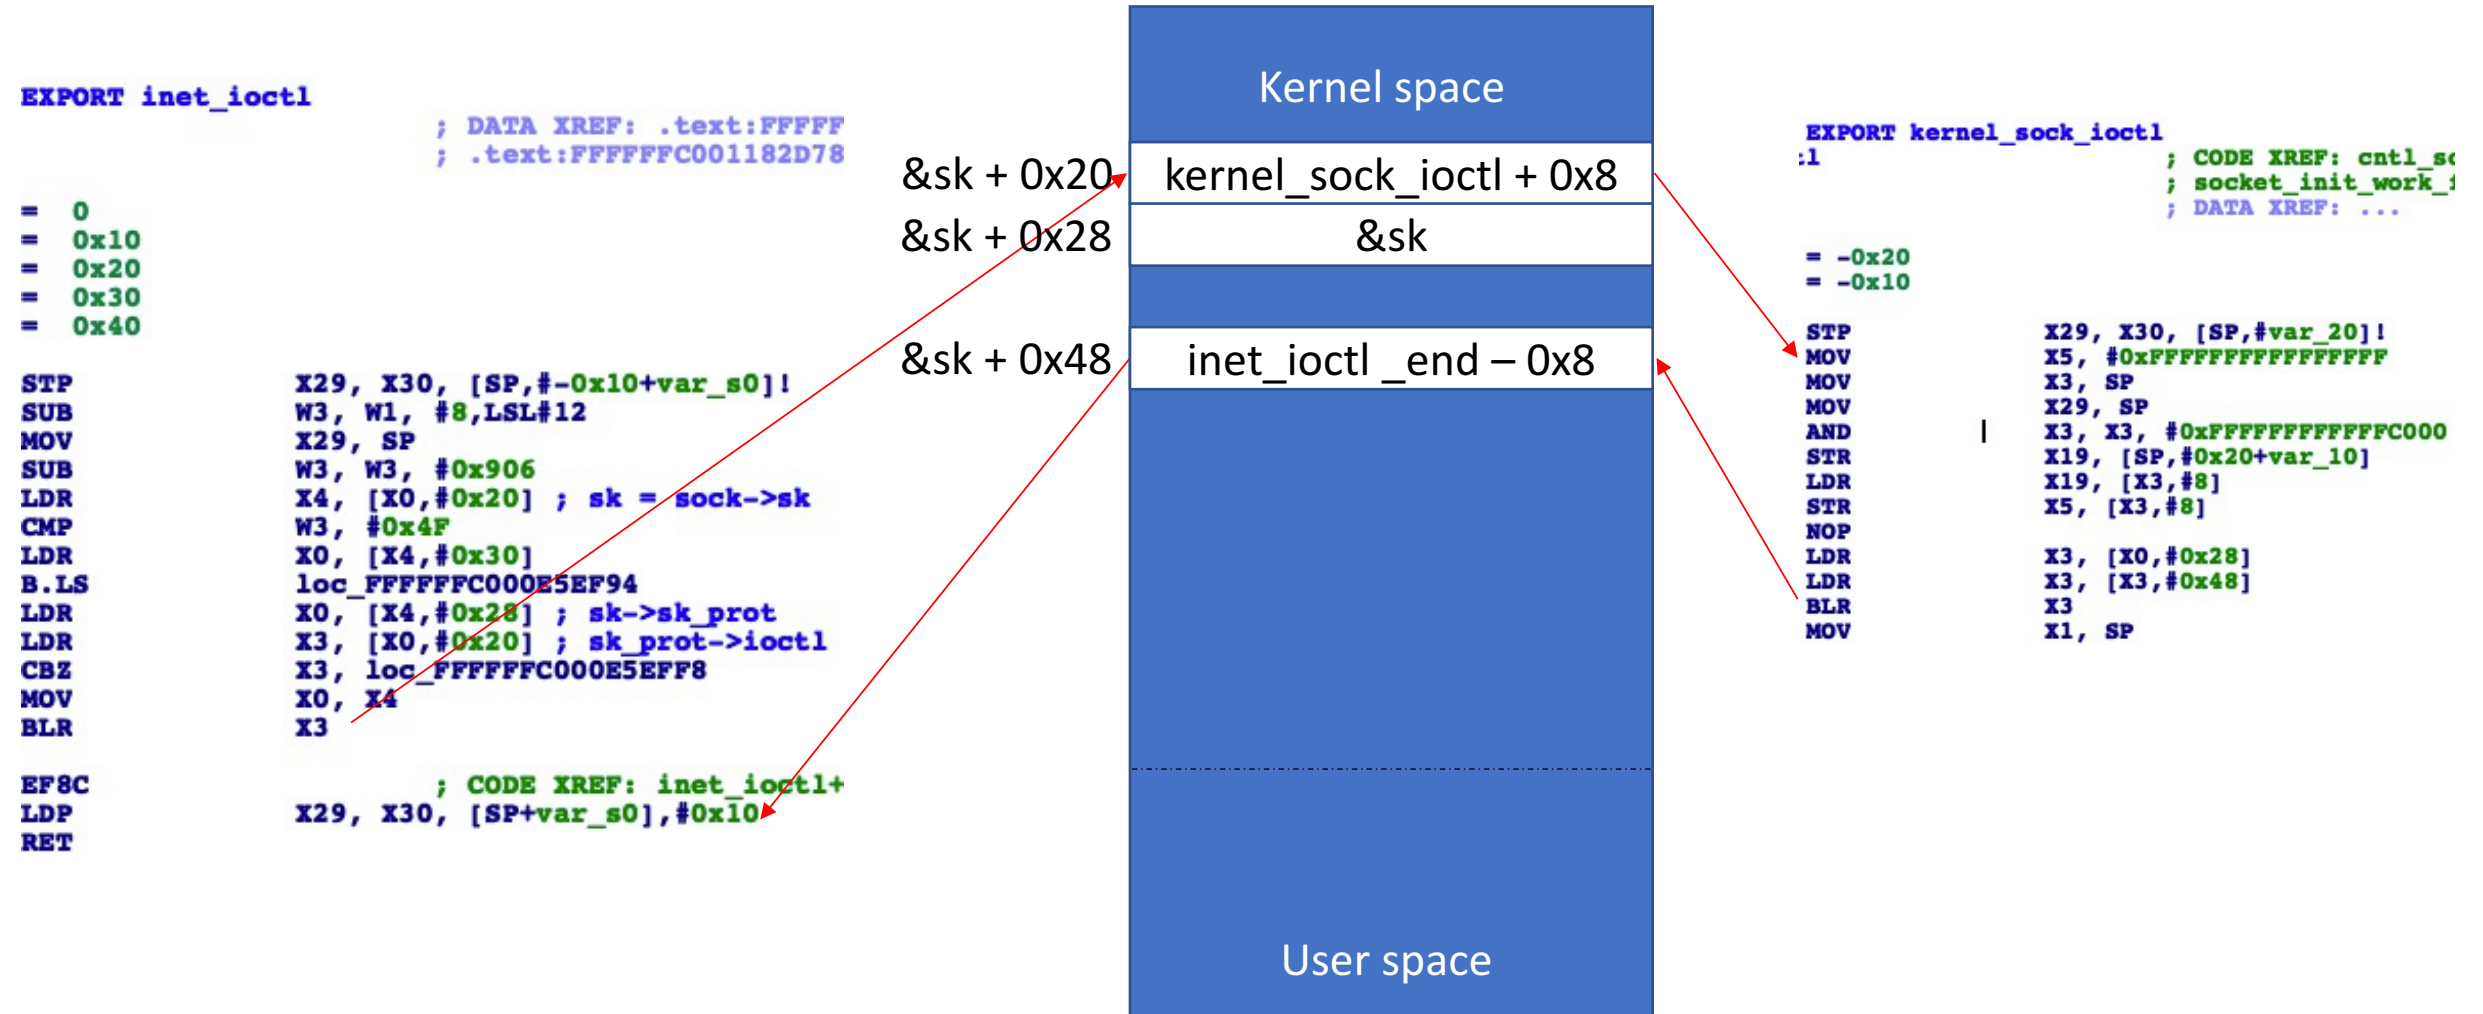 EXPORT inet_ioctl
; DATA XREF: .text:FFFFF
; .text:FFFFFFC001182D78
= 0
= 0x10
= 0x20
= 0x30
= 0x40
STP X29, X30, [SP,#-0x10+var_s0]!
SUB W3, W1, #8,LSL#12
MOV X29, SP
SUB W3, W3, #0x906
LDR X4, [X0,#0x20] ; sk = sock->sk
CMP W3, #0x4F
LDR X0, [X4,#0x30]
B.LS loc_FFFFFFC000E5EF94
LDR X0, [X4,#0x28] ; sk->sk_prot
LDR X3, [X0,#0x20] ; sk_prot->ioctl
CBZ X3, loc_FFFFFFC000E5EFF8
MOV X0, X4
BLR X3
EF8C ; CODE XREF: inet_ioctl+
LDP X29, X30, [SP+var_s0],#0x10
RET
Kernel space
&sk + 0x20 kernel_sock_ioctl + 0x8
&sk + 0x28 &sk
&sk + 0x48 inet_ioctl _end – 0x8
User space
EXPORT kernel_sock_ioctl
:l ; CODE XREF: cntl_so
; socket_init_work_f
; DATA XREF: ...
= -0x20
= -0x10
STP X29, X30, [SP,#var_20]!
MOV X5, #0xFFFFFFFFFFFFFFFF
MOV X3, SP
MOV X29, SP
AND X3, X3, #0xFFFFFFFFFFFFC000
STR X19, [SP,#0x20+var_10]
LDR X19, [X3,#8]
STR X5, [X3,#8]
NOP
LDR X3, [X0,#0x28]
LDR X3, [X3,#0x48]
BLR X3
MOV X1, SP